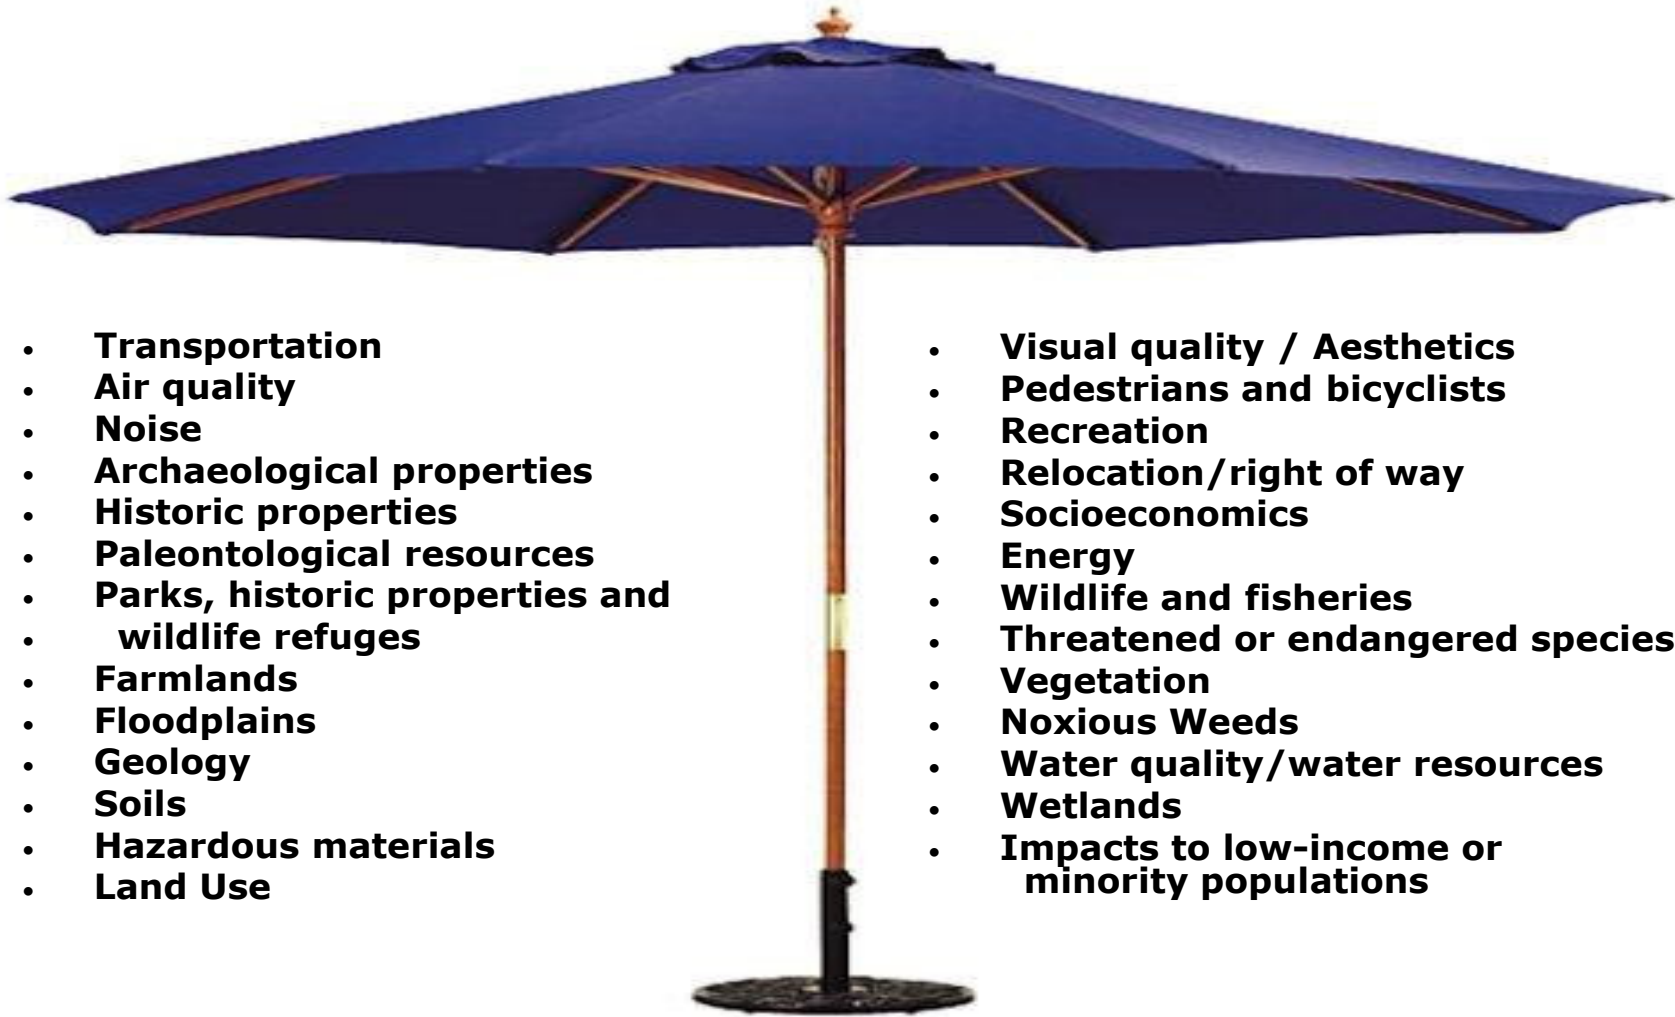 • Transportation
• Air quality
• Noise
• Archaeological properties
• Historic properties
• Paleontological resources
• Parks, historic properties and
• wildlife refuges
• Farmlands
• Floodplains
• Geology
• Soils
• Hazardous materials
• Land Use
• Visual quality / Aesthetics
• Pedestrians and bicyclists
• Recreation
• Relocation/right of way
• Socioeconomics
• Energy
• Wildlife and fisheries
• Threatened or endangered species
• Vegetation
• Noxious Weeds
• Water quality/water resources
• Wetlands
• Impacts to low-income or
minority populations